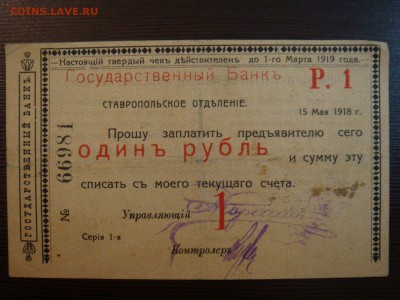 COINS.LAVE.RU
Настоящій твердый чекъ дѣйствителенъ до 1-го Марта 1919 года.
Государственный Банкъ
Р. 1
СТАВРОПОЛЬСКОЕ ОТДѢЛЕНІЕ.
15 Мая 1918 г.
Прошу заплатить предъявителю сего
ОДИНЪ РУБЛЬ и сумму эту
списать съ моего текущаго счета.
Управляющій
1
Серія 1-я
Контролеръ
ГОСУДАРСТВЕННЫЙ БАНКЪ
№ 66981